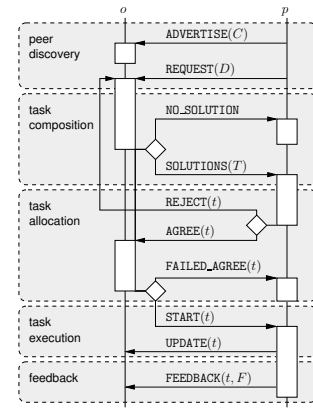 o
p
peer
discovery
ADVERTISE(C)
REQUEST(D)
task
composition
NO_SOLUTION
SOLUTIONS(T)
task
allocation
REJECT(t)
AGREE(t)
FAILED_AGREE(t)
START(t)
task
execution
UPDATE(t)
feedback
FEEDBACK(t, F)